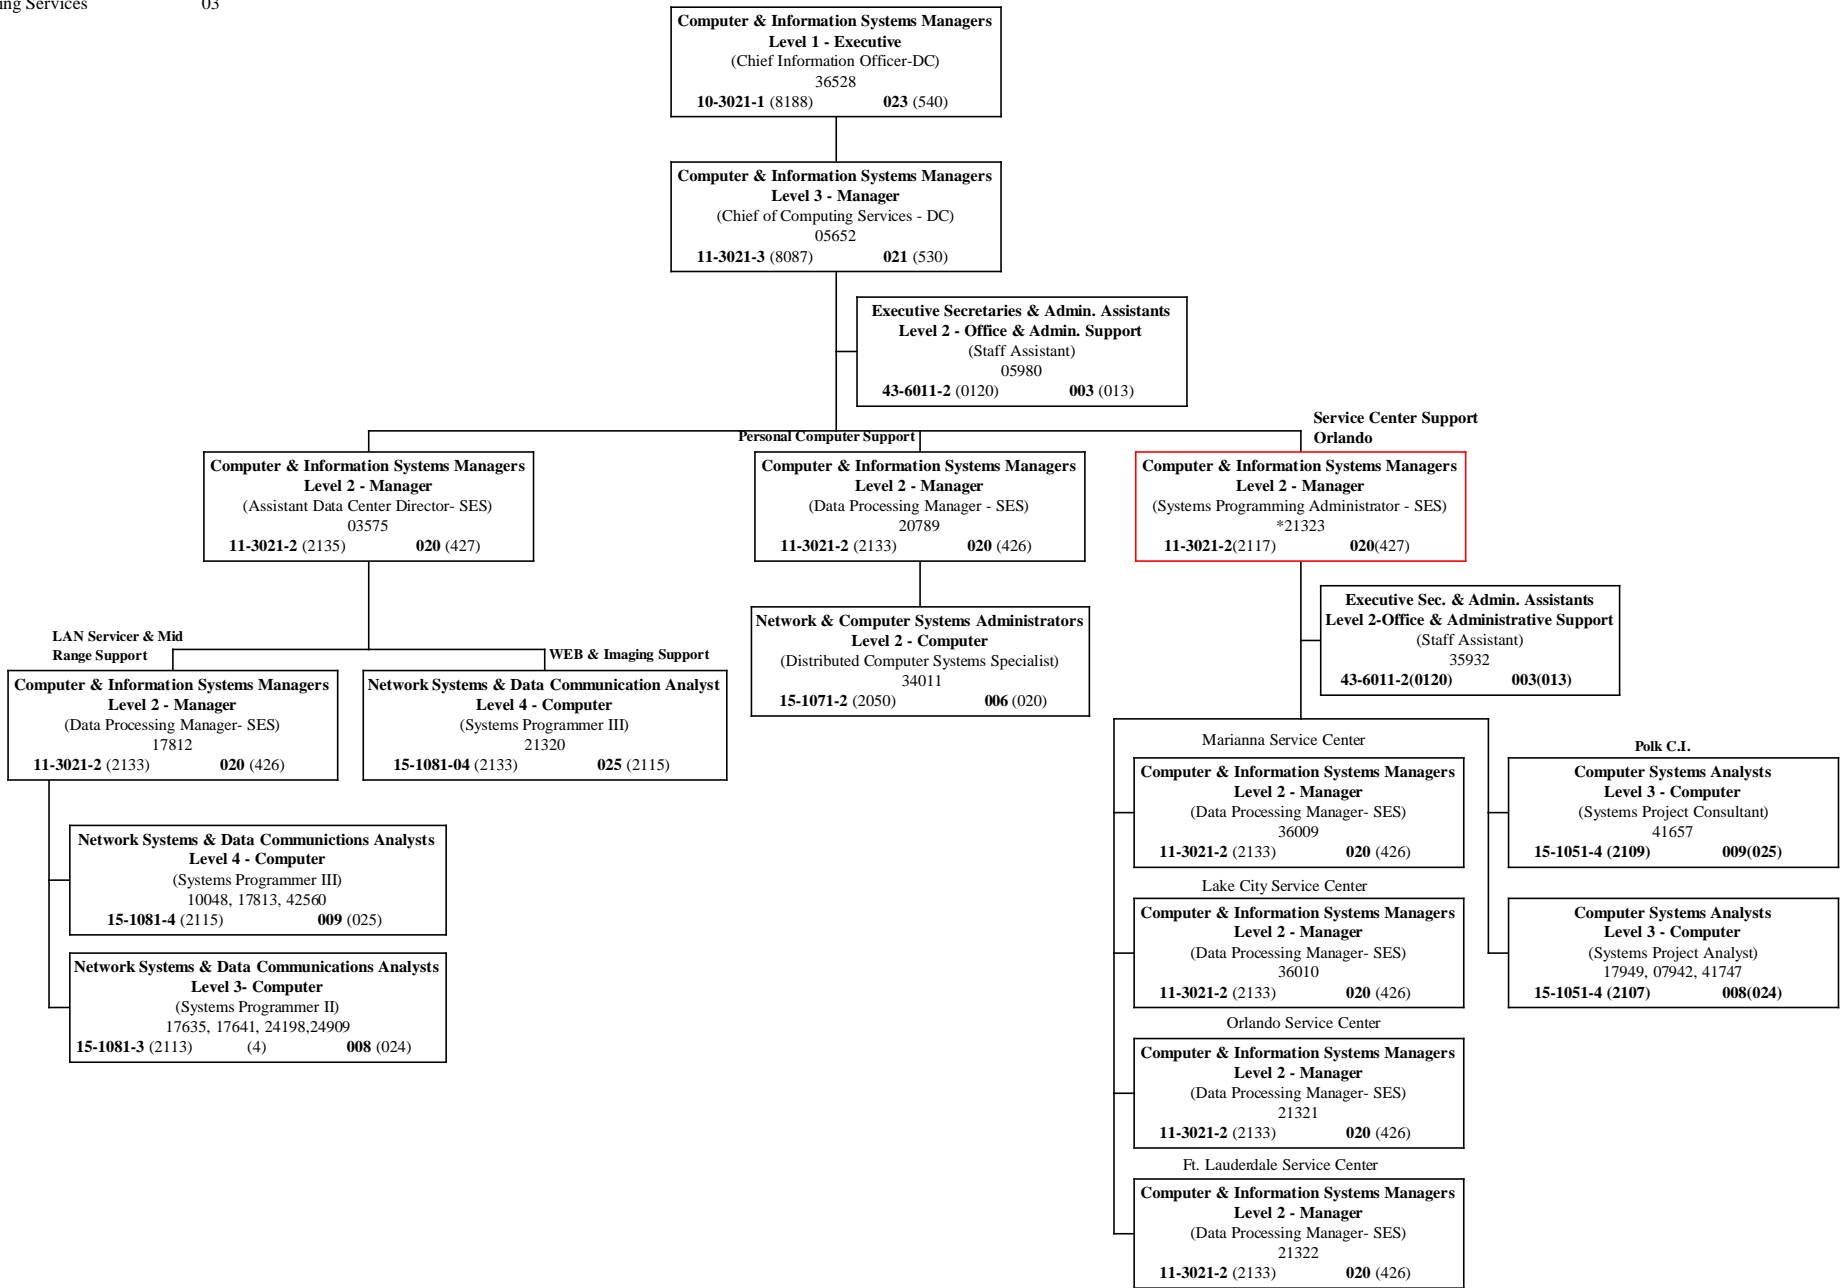 ing Services 03
Computer & Information Systems Managers
Level 1 - Executive
(Chief Information Officer-DC)
36528
10-3021-1 (8188) 023 (540)
Computer & Information Systems Managers
Level 3 - Manager
(Chief of Computing Services - DC)
05652
11-3021-3 (8087) 021 (530)
Executive Secretaries & Admin. Assistants
Level 2 - Office & Admin. Support
(Staff Assistant)
05980
43-6011-2 (0120) 003 (013)
Computer & Information Systems Managers
Level 2 - Manager
(Assistant Data Center Director- SES)
03575
11-3021-2 (2135) 020 (427)
Personal Computer Support
Computer & Information Systems Managers
Level 2 - Manager
(Data Processing Manager - SES)
20789
11-3021-2 (2133) 020 (426)
Service Center Support
Orlando
Computer & Information Systems Managers
Level 2 - Manager
(Systems Programming Administrator - SES)
*21323
11-3021-2(2117) 020(427)
Executive Sec. & Admin. Assistants
Level 2-Office & Administrative Support
(Staff Assistant)
35932
43-6011-2(0120) 003(013)
Network & Computer Systems Administrators
Level 2 - Computer
(Distributed Computer Systems Specialist)
34011
15-1071-2 (2050) 006 (020)
LAN Servicer & Mid
Range Support
Computer & Information Systems Managers
Level 2 - Manager
(Data Processing Manager- SES)
17812
11-3021-2 (2133) 020 (426)
WEB & Imaging Support
Network Systems & Data Communication Analyst
Level 4 - Computer
(Systems Programmer III)
21320
15-1081-04 (2133) 025 (2115)
Network Systems & Data Communictions Analysts
Level 4 - Computer
(Systems Programmer III)
10048, 17813, 42560
15-1081-4 (2115) 009 (025)
Network Systems & Data Communications Analysts
Level 3- Computer
(Systems Programmer II)
17635, 17641, 24198,24909
15-1081-3 (2113) (4) 008 (024)
Marianna Service Center
Computer & Information Systems Managers
Level 2 - Manager
(Data Processing Manager- SES)
36009
11-3021-2 (2133) 020 (426)
Lake City Service Center
Computer & Information Systems Managers
Level 2 - Manager
(Data Processing Manager- SES)
36010
11-3021-2 (2133) 020 (426)
Orlando Service Center
Computer & Information Systems Managers
Level 2 - Manager
(Data Processing Manager- SES)
21321
11-3021-2 (2133) 020 (426)
Ft. Lauderdale Service Center
Computer & Information Systems Managers
Level 2 - Manager
(Data Processing Manager- SES)
21322
11-3021-2 (2133) 020 (426)
Polk C.I.
Computer Systems Analysts
Level 3 - Computer
(Systems Project Consultant)
41657
15-1051-4 (2109) 009(025)
Computer Systems Analysts
Level 3 - Computer
(Systems Project Analyst)
17949, 07942, 41747
15-1051-4 (2107) 008(024)